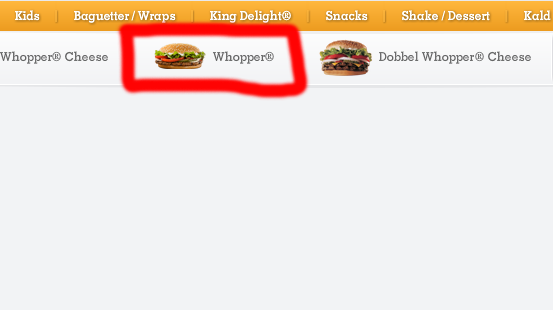 Kids Baguetter / Wraps King Delight® Snacks Shake / Dessert Kald
Whopper® Cheese Whopper® Dobbel Whopper® Cheese